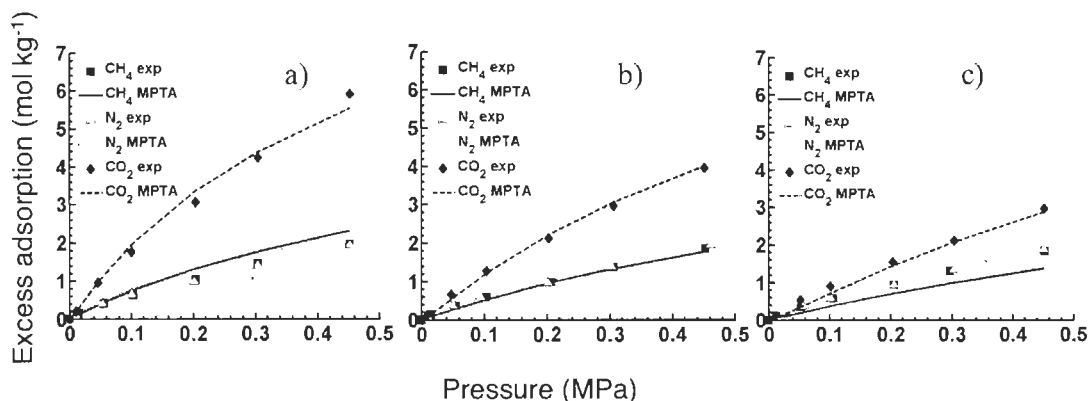 Excess adsorption (mol kg⁻¹)
7
6
5
4
3
2
1
0
a)
CH₄ exp
CH₄ MPTA
N₂ exp
N₂ MPTA
CO₂ exp
CO₂ MPTA
0 0.1 0.2 0.3 0.4 0.5
7
6
5
4
3
2
1
0
b)
CH₄ exp
CH₄ MPTA
N₂ exp
N₂ MPTA
CO₂ exp
CO₂ MPTA
0 0.1 0.2 0.3 0.4 0.5
7
6
5
4
3
2
1
0
c)
CH₄ exp
CH₄ MPTA
N₂ exp
N₂ MPTA
CO₂ exp
CO₂ MPTA
0 0.1 0.2 0.3 0.4 0.5
Pressure (MPa)